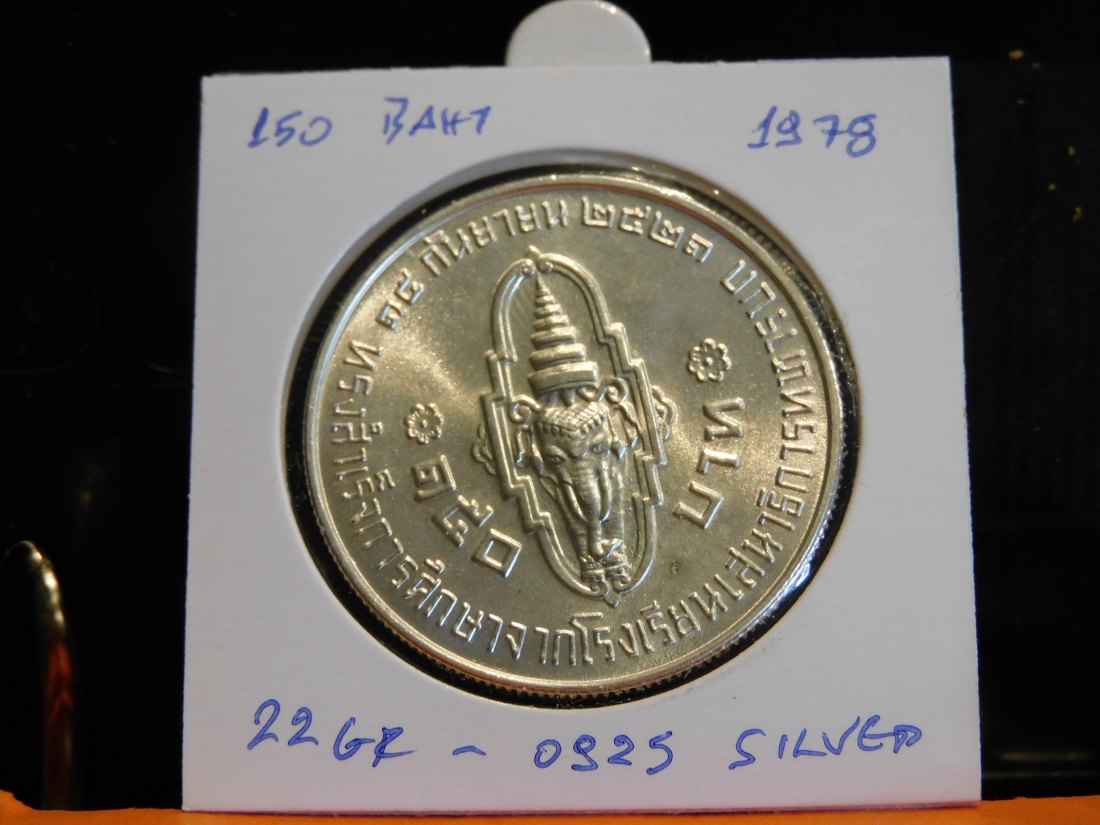 150 BAHT 1978
ทรงสำเร็จการศึกษาจากโรงเรียนเสนาธิการทหารบก
กันยายน ๒๕๒๑
๑๕๐ บาท
22 GR ~ 0925 SILVER